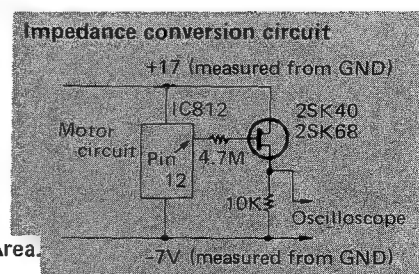 Impedance conversion circuit
+17 (measured from GND)
IC812
2SK40
2SK68
Motor
circuit
Pin
12
4.7M
10K
Oscilloscope
Area.
-7V (measured from GND)